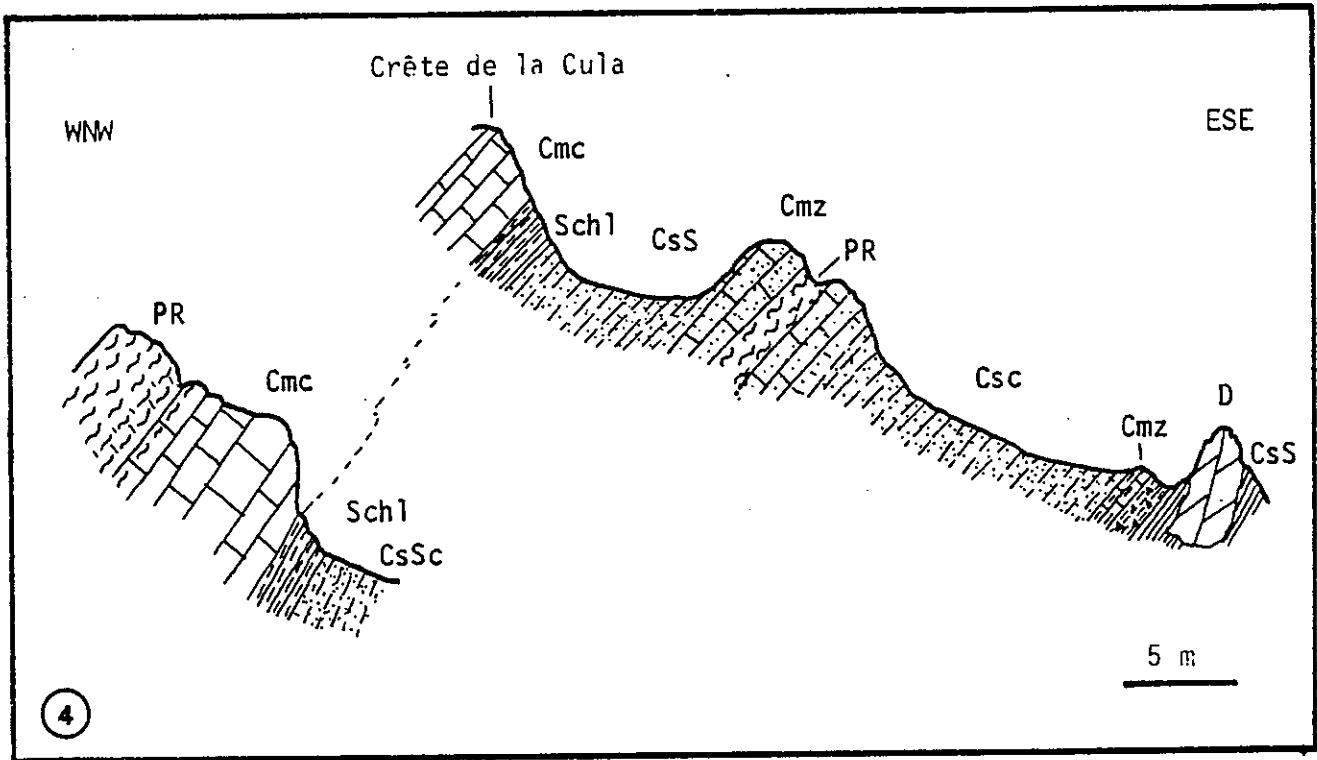 Crête de la Cula
WNW
ESE
Cmc
Schl
CsS
Cmz
PR
PR
Cmc
Csc
D
Cmz
CsS
Schl
CsSc
5 m
4